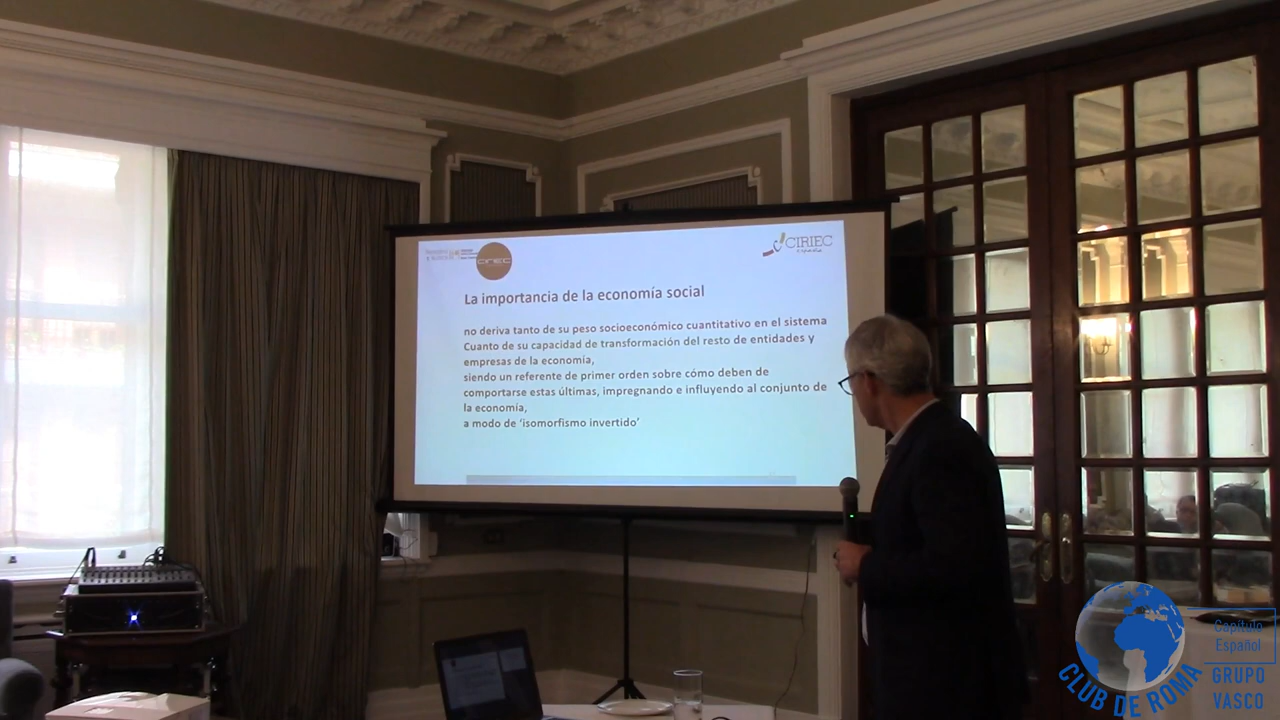 CIRIEC
La importancia de la economía social
no deriva tanto de su peso socioeconómico cuantitativo en el sistema
Cuanto de su capacidad de transformación del resto de entidades y
empresas de la economía,
siendo un referente de primer orden sobre cómo deben de
comportarse estas últimas, impregnando e influyendo al conjunto de
la economía,
a modo de ‘isomorfismo invertido’
CLUB DE ROMA
Capítulo
Español
GRUPO
VASCO